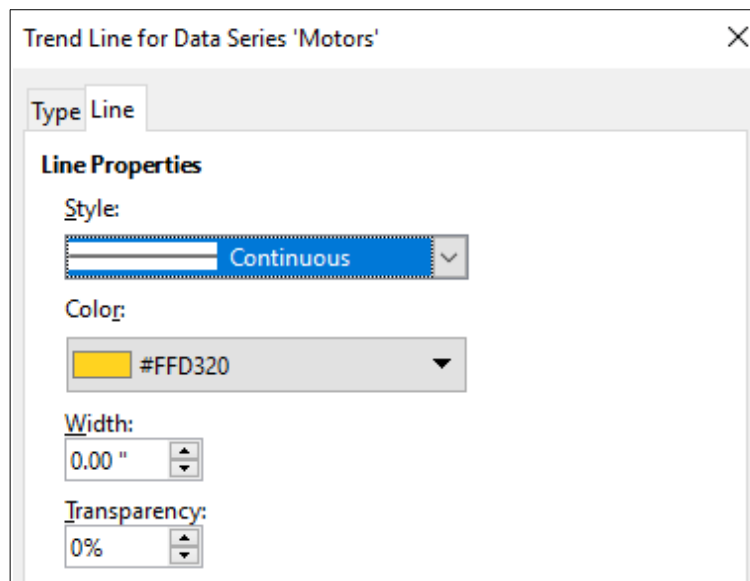 Trend Line for Data Series 'Motors'
Type Line
Line Properties
Style:
Continuous
Color:
#FFD320
Width:
0.00 "
Transparency:
0%